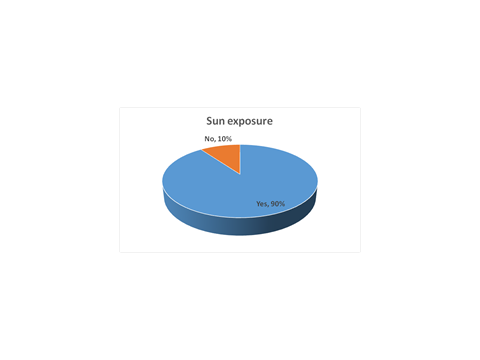 Sun exposure
No, 10%
Yes, 90%